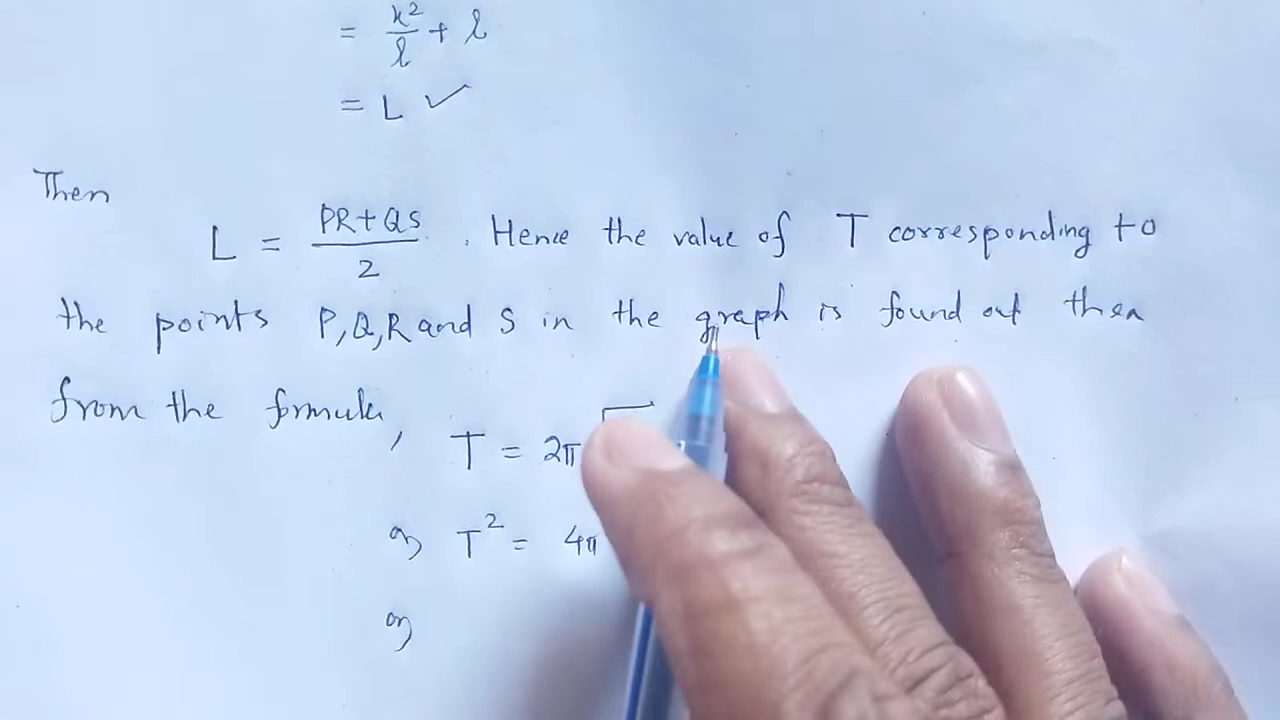 = k²/l + l
= L ✓
Then
L = PR+QS/2 . Hence the value of T corresponding to
the points P,Q,R and S in the graph is found out then
from the formula, T = 2π √
or T² = 4π
or